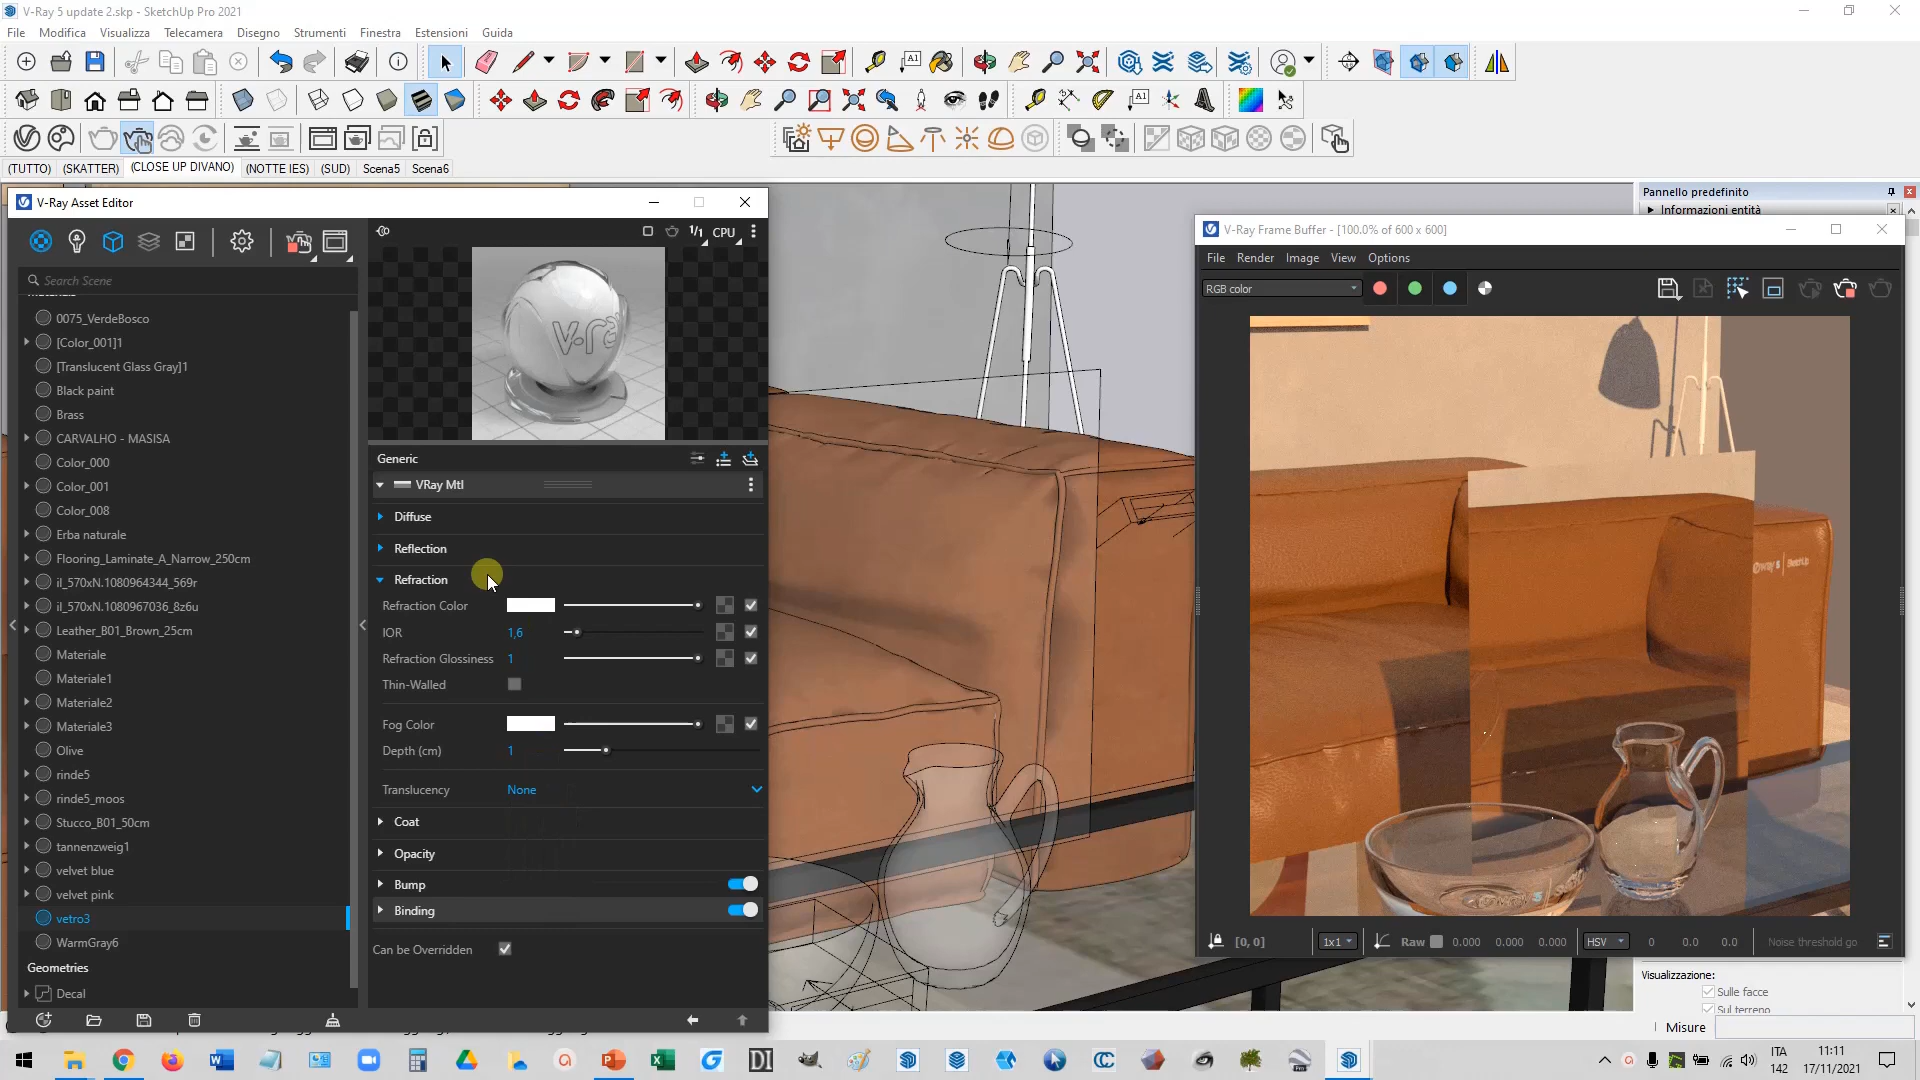 V-Ray 5 update 2.skp - SketchUp Pro 2021
File Modifica Visualizza Telecamera Disegno Strumenti Finestra Estensioni Guida
(TUTTO) (SKATTER) (CLOSE UP DIVANO) (NOTTE IES) (SUD) Scena5 Scena6
V-Ray Asset Editor
Search Scene
Materials
0075_VerdeBosco
[Color_001]1
[Translucent Glass Gray]1
Black paint
Brass
CARVALHO - MASISA
Color_000
Color_001
Color_008
Erba naturale
Flooring_Laminate_A_Narrow_250cm
il_570xN.1080964344_569r
il_570xN.1080967036_8z6u
Leather_B01_Brown_25cm
Materiale
Materiale1
Materiale2
Materiale3
Olive
rinde5
rinde5_moos
Stucco_B01_50cm
tannenzweig1
velvet blue
velvet pink
vetro3
WarmGray6
Geometries
Decal
1/1 CPU
Generic
VRay Mtl
Diffuse
Reflection
Refraction
Refraction Color
IOR 1,6
Refraction Glossiness 1
Thin-Walled
Fog Color
Depth (cm) 1
Translucency None
Coat
Opacity
Bump
Binding
Can be Overridden
Pannello predefinito
Informazioni entità
V-Ray Frame Buffer - [100.0% of 600 x 600]
File Render Image View Options
RGB color
[0, 0] 1x1 Raw 0.000 0.000 0.000 HSV 0 0.0 0.0 Noise threshold go
Visualizzazione:
Sulle facce
Sul terreno
Misure
ITA
142
11:11
17/11/2021